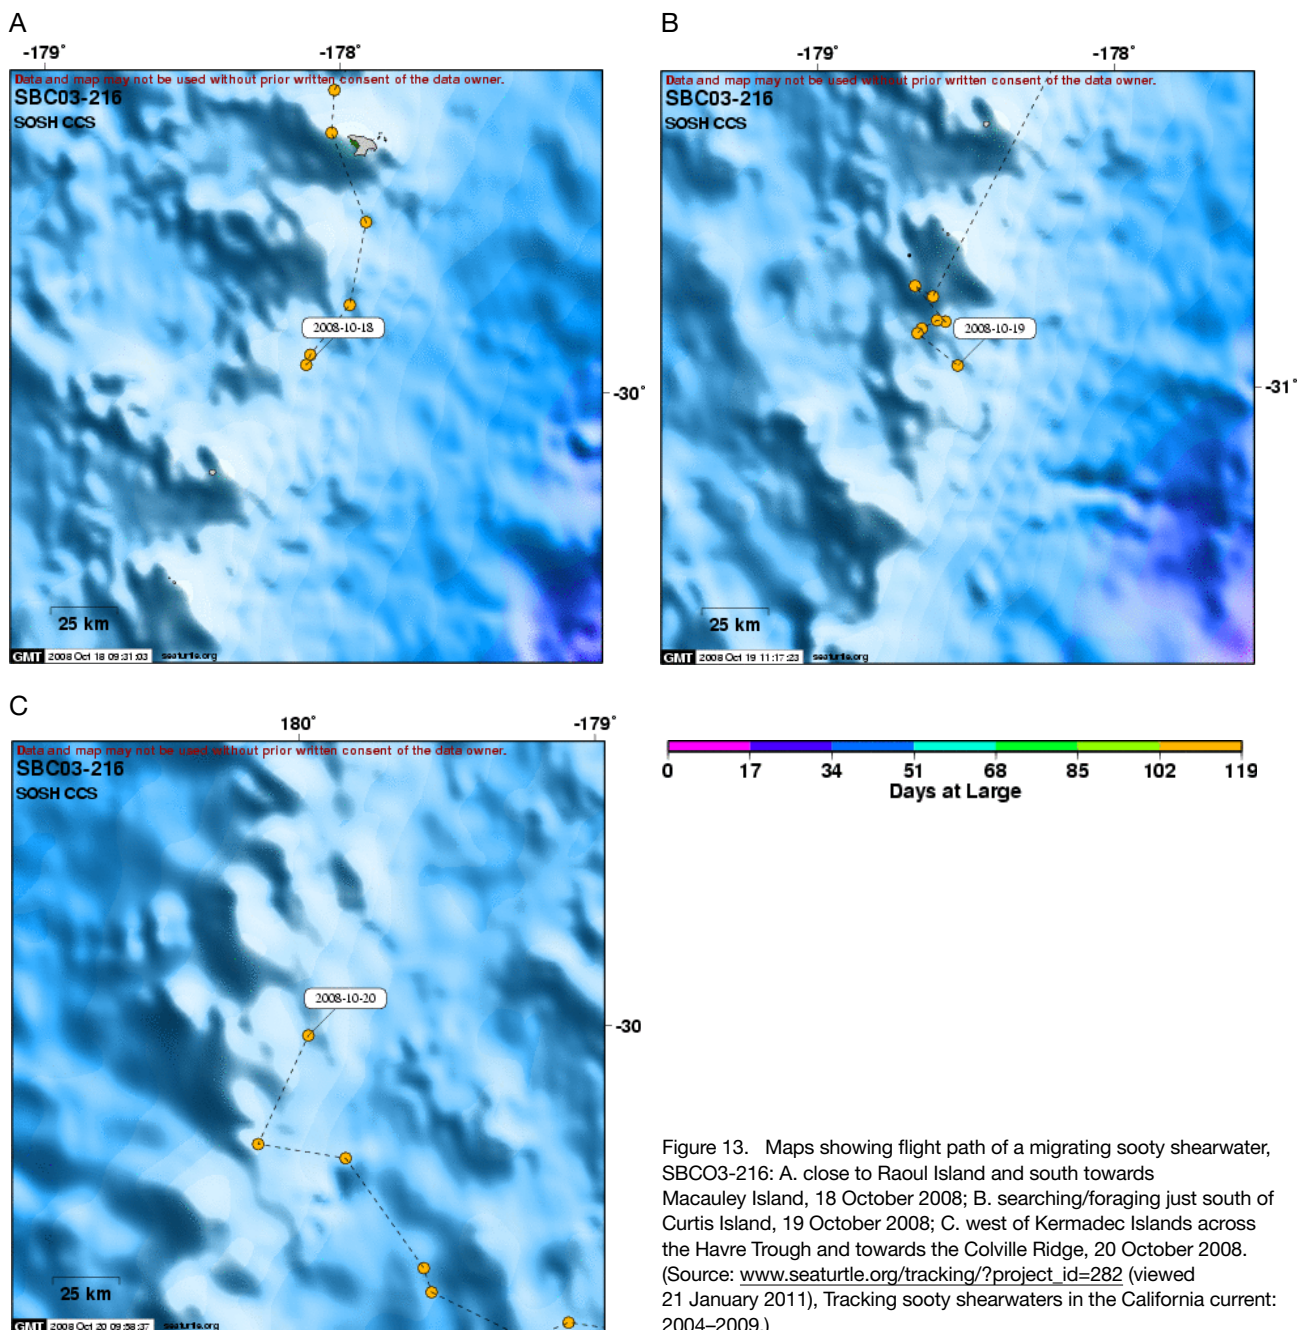 A
-179° -178°
Data and map may not be used without prior written consent of the data owner.
SBC03-216
SOSH CCS
2008-10-18
-30°
25 km
GMT 2008 Oct 18 09:31:03 seaturtle.org
B
-179° -178°
Data and map may not be used without prior written consent of the data owner.
SBC03-216
SOSH CCS
2008-10-19
-31°
25 km
GMT 2008 Oct 19 11:17:23 seaturtle.org
C
180° -179°
Data and map may not be used without prior written consent of the data owner.
SBC03-216
SOSH CCS
2008-10-20
-30
25 km
GMT 2008 Oct 20 09:58:37 seaturtle.org
0 17 34 51 68 85 102 119
Days at Large
Figure 13. Maps showing flight path of a migrating sooty shearwater,
SBCO3-216: A. close to Raoul Island and south towards
Macauley Island, 18 October 2008; B. searching/foraging just south of
Curtis Island, 19 October 2008; C. west of Kermadec Islands across
the Havre Trough and towards the Colville Ridge, 20 October 2008.
(Source: www.seaturtle.org/tracking/?project_id=282 (viewed
21 January 2011), Tracking sooty shearwaters in the California current:
2004–2009.)